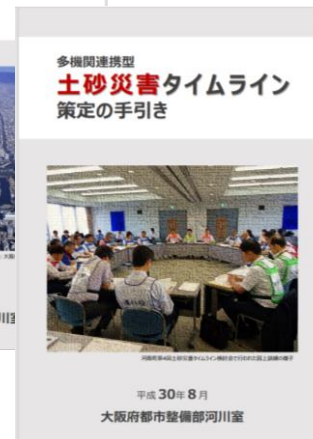 多機関連携型
土砂災害タイムライン
策定の手引き
平成30年8月
大阪府都市整備部河川室